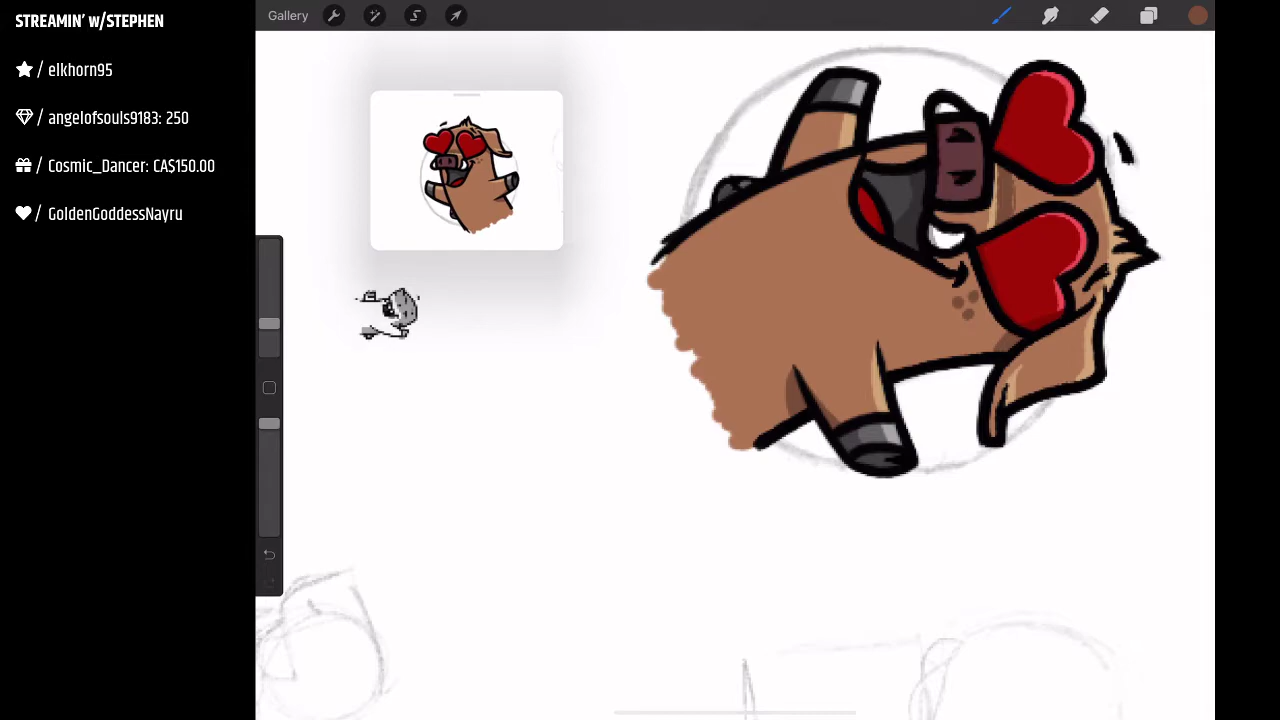 STREAMIN' w/STEPHEN
/ elkhorn95
/ angelofsouls9183: 250
/ Cosmic_Dancer: CA$150.00
/ GoldenGoddessNayru
Gallery